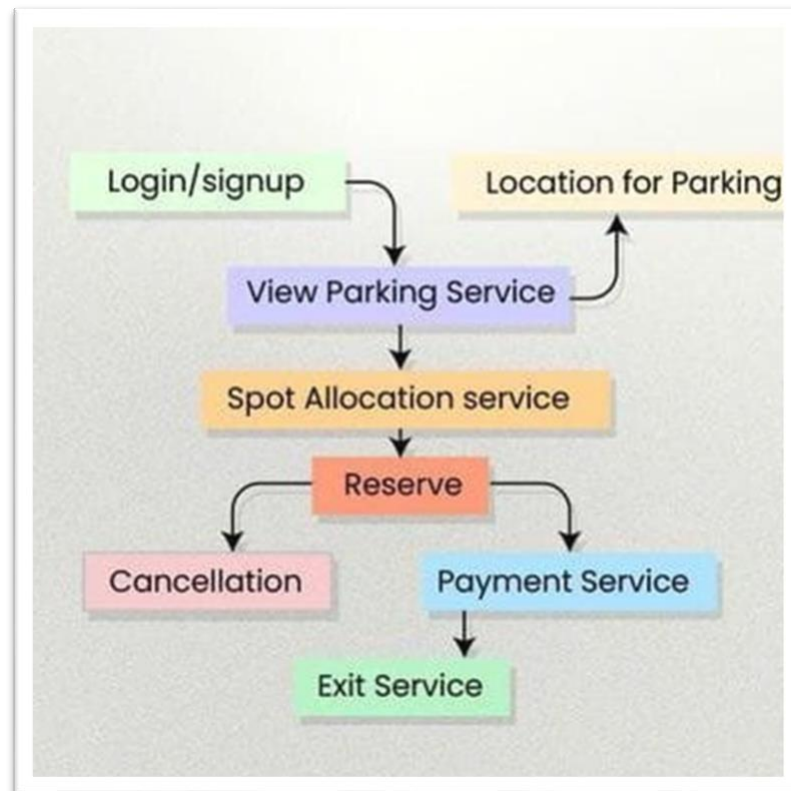 Login/signup
Location for Parking
View Parking Service
Spot Allocation service
Reserve
Cancellation
Payment Service
Exit Service